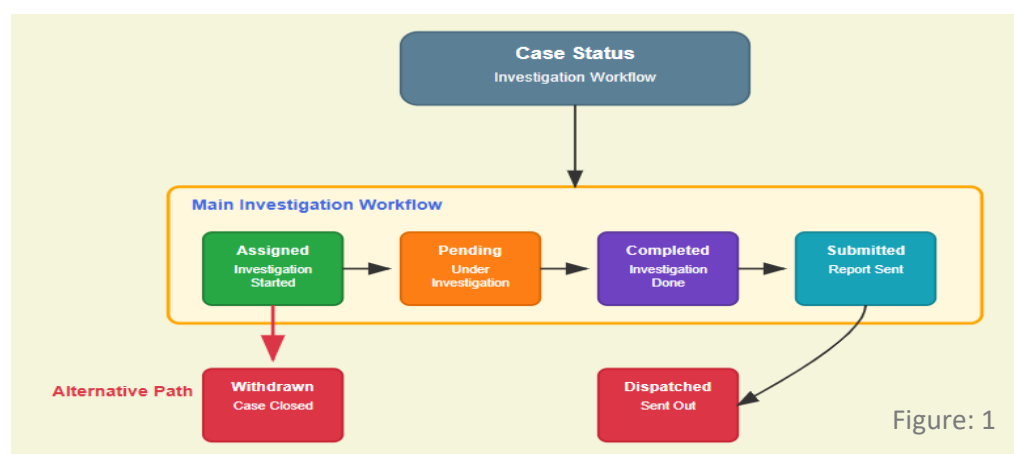 Case Status
Investigation Workflow
Main Investigation Workflow
Assigned
Investigation
Started
Pending
Under
Investigation
Completed
Investigation
Done
Submitted
Report Sent
Alternative Path
Withdrawn
Case Closed
Dispatched
Sent Out
Figure: 1